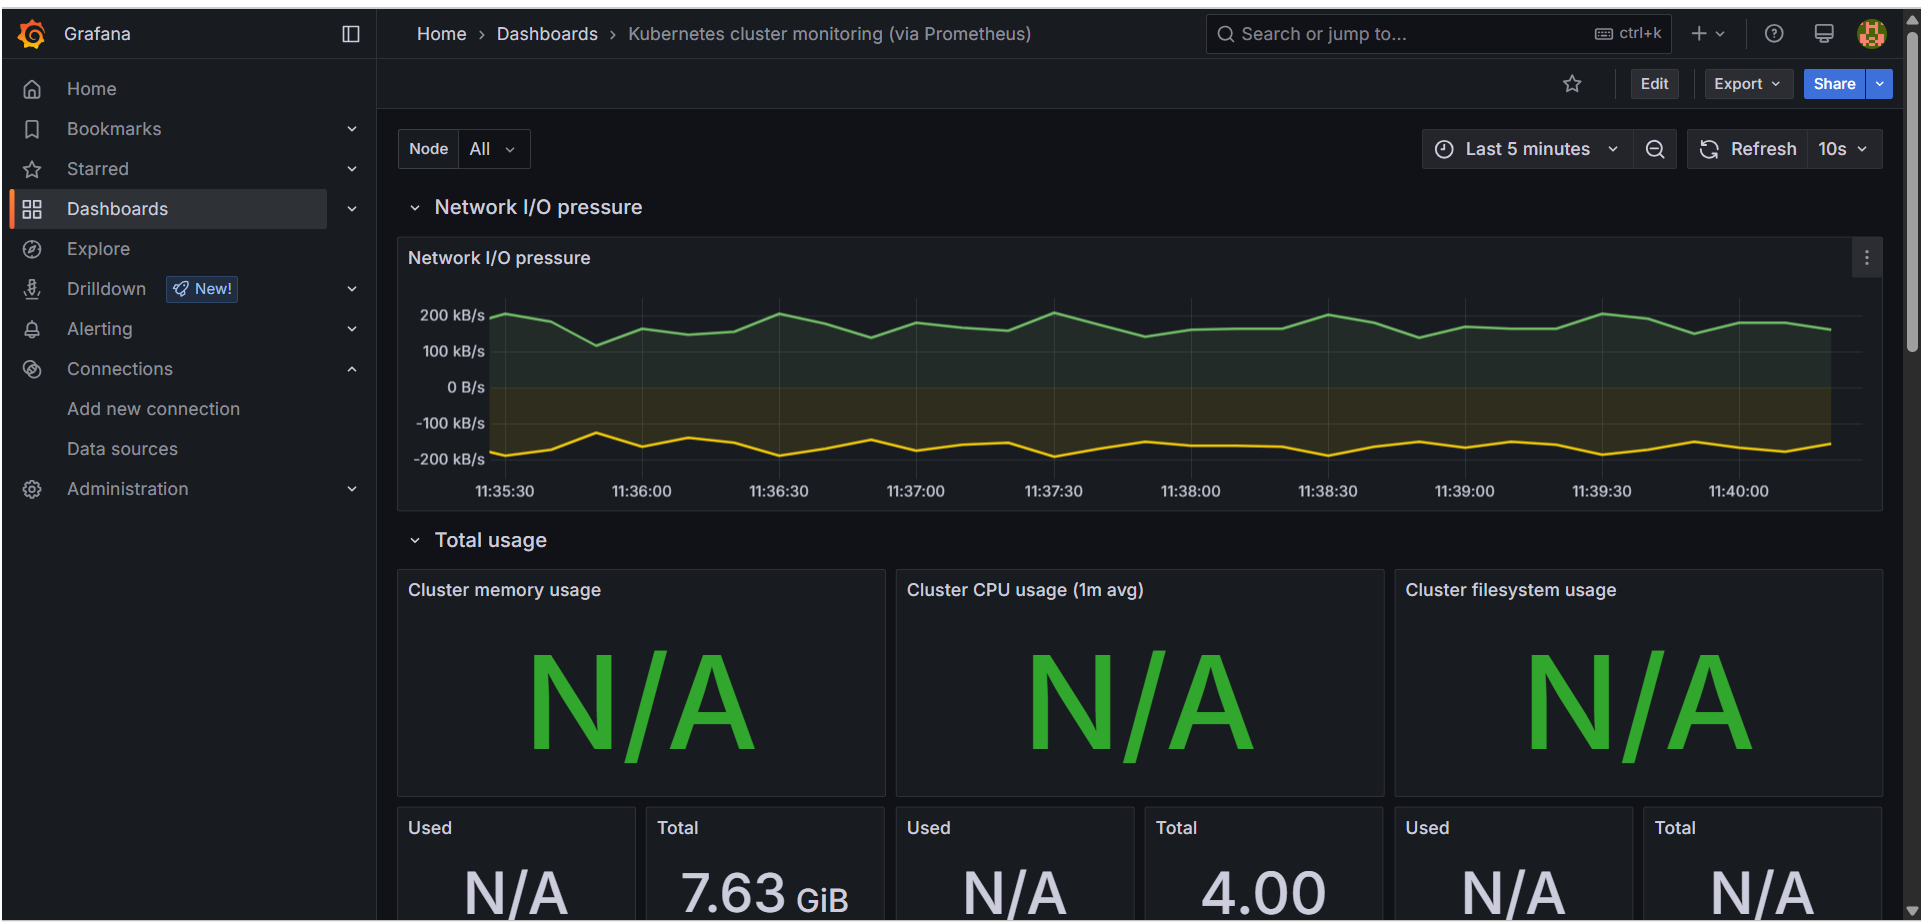 Grafana
Home › Dashboards › Kubernetes cluster monitoring (via Prometheus)
Search or jump to...
ctrl+k
Home
Bookmarks
Starred
Dashboards
Explore
Drilldown
New!
Alerting
Connections
Add new connection
Data sources
Administration
Edit
Export
Share
Node
All
Last 5 minutes
Refresh
10s
Network I/O pressure
Network I/O pressure
200 kB/s
100 kB/s
0 B/s
-100 kB/s
-200 kB/s
11:35:30 11:36:00 11:36:30 11:37:00 11:37:30 11:38:00 11:38:30 11:39:00 11:39:30 11:40:00
Total usage
Cluster memory usage
N/A
Cluster CPU usage (1m avg)
N/A
Cluster filesystem usage
N/A
Used
N/A
Total
7.63 GiB
Used
N/A
Total
4.00
Used
N/A
Total
N/A